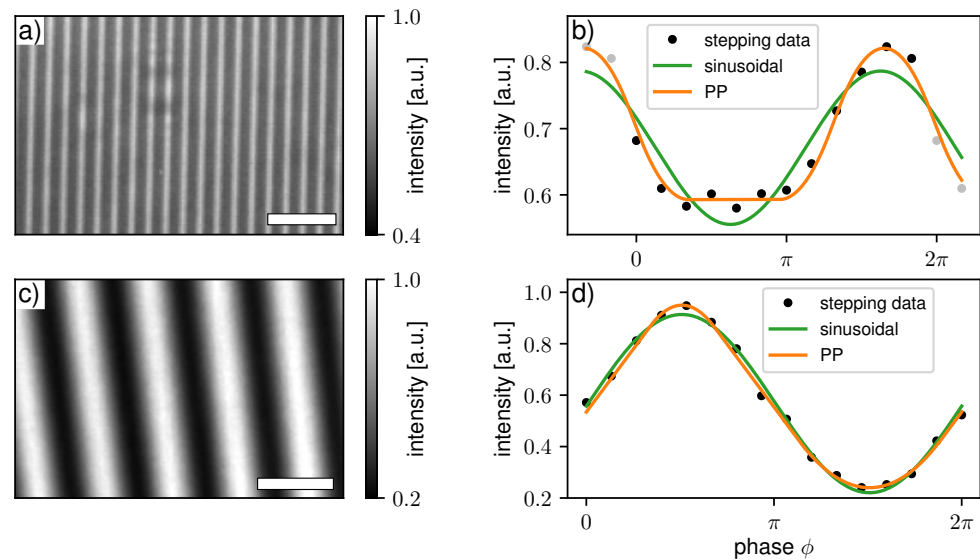 a)
1.0
0.4
intensity [a.u.]
b)
stepping data
sinusoidal
PP
0.8
0.7
0.6
intensity [a.u.]
0 π 2π
c)
1.0
0.2
intensity [a.u.]
d)
stepping data
sinusoidal
PP
1.0
0.8
0.6
0.4
0.2
intensity [a.u.]
0 π 2π
phase ϕ